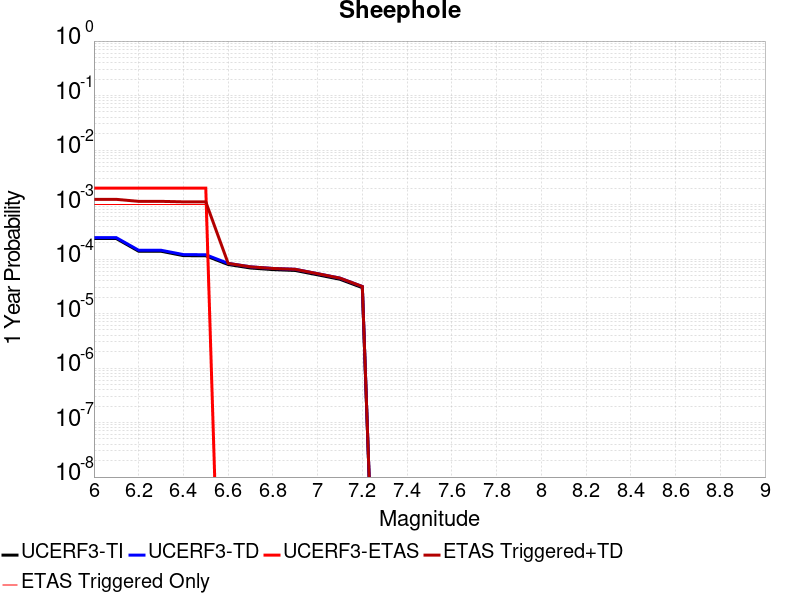 Sheephole
10^0
10^-1
10^-2
10^-3
10^-4
10^-5
10^-6
10^-7
10^-8
1 Year Probability
6 6.2 6.4 6.6 6.8 7 7.2 7.4 7.6 7.8 8 8.2 8.4 8.6 8.8 9
Magnitude
UCERF3-TI UCERF3-TD UCERF3-ETAS ETAS Triggered+TD
ETAS Triggered Only